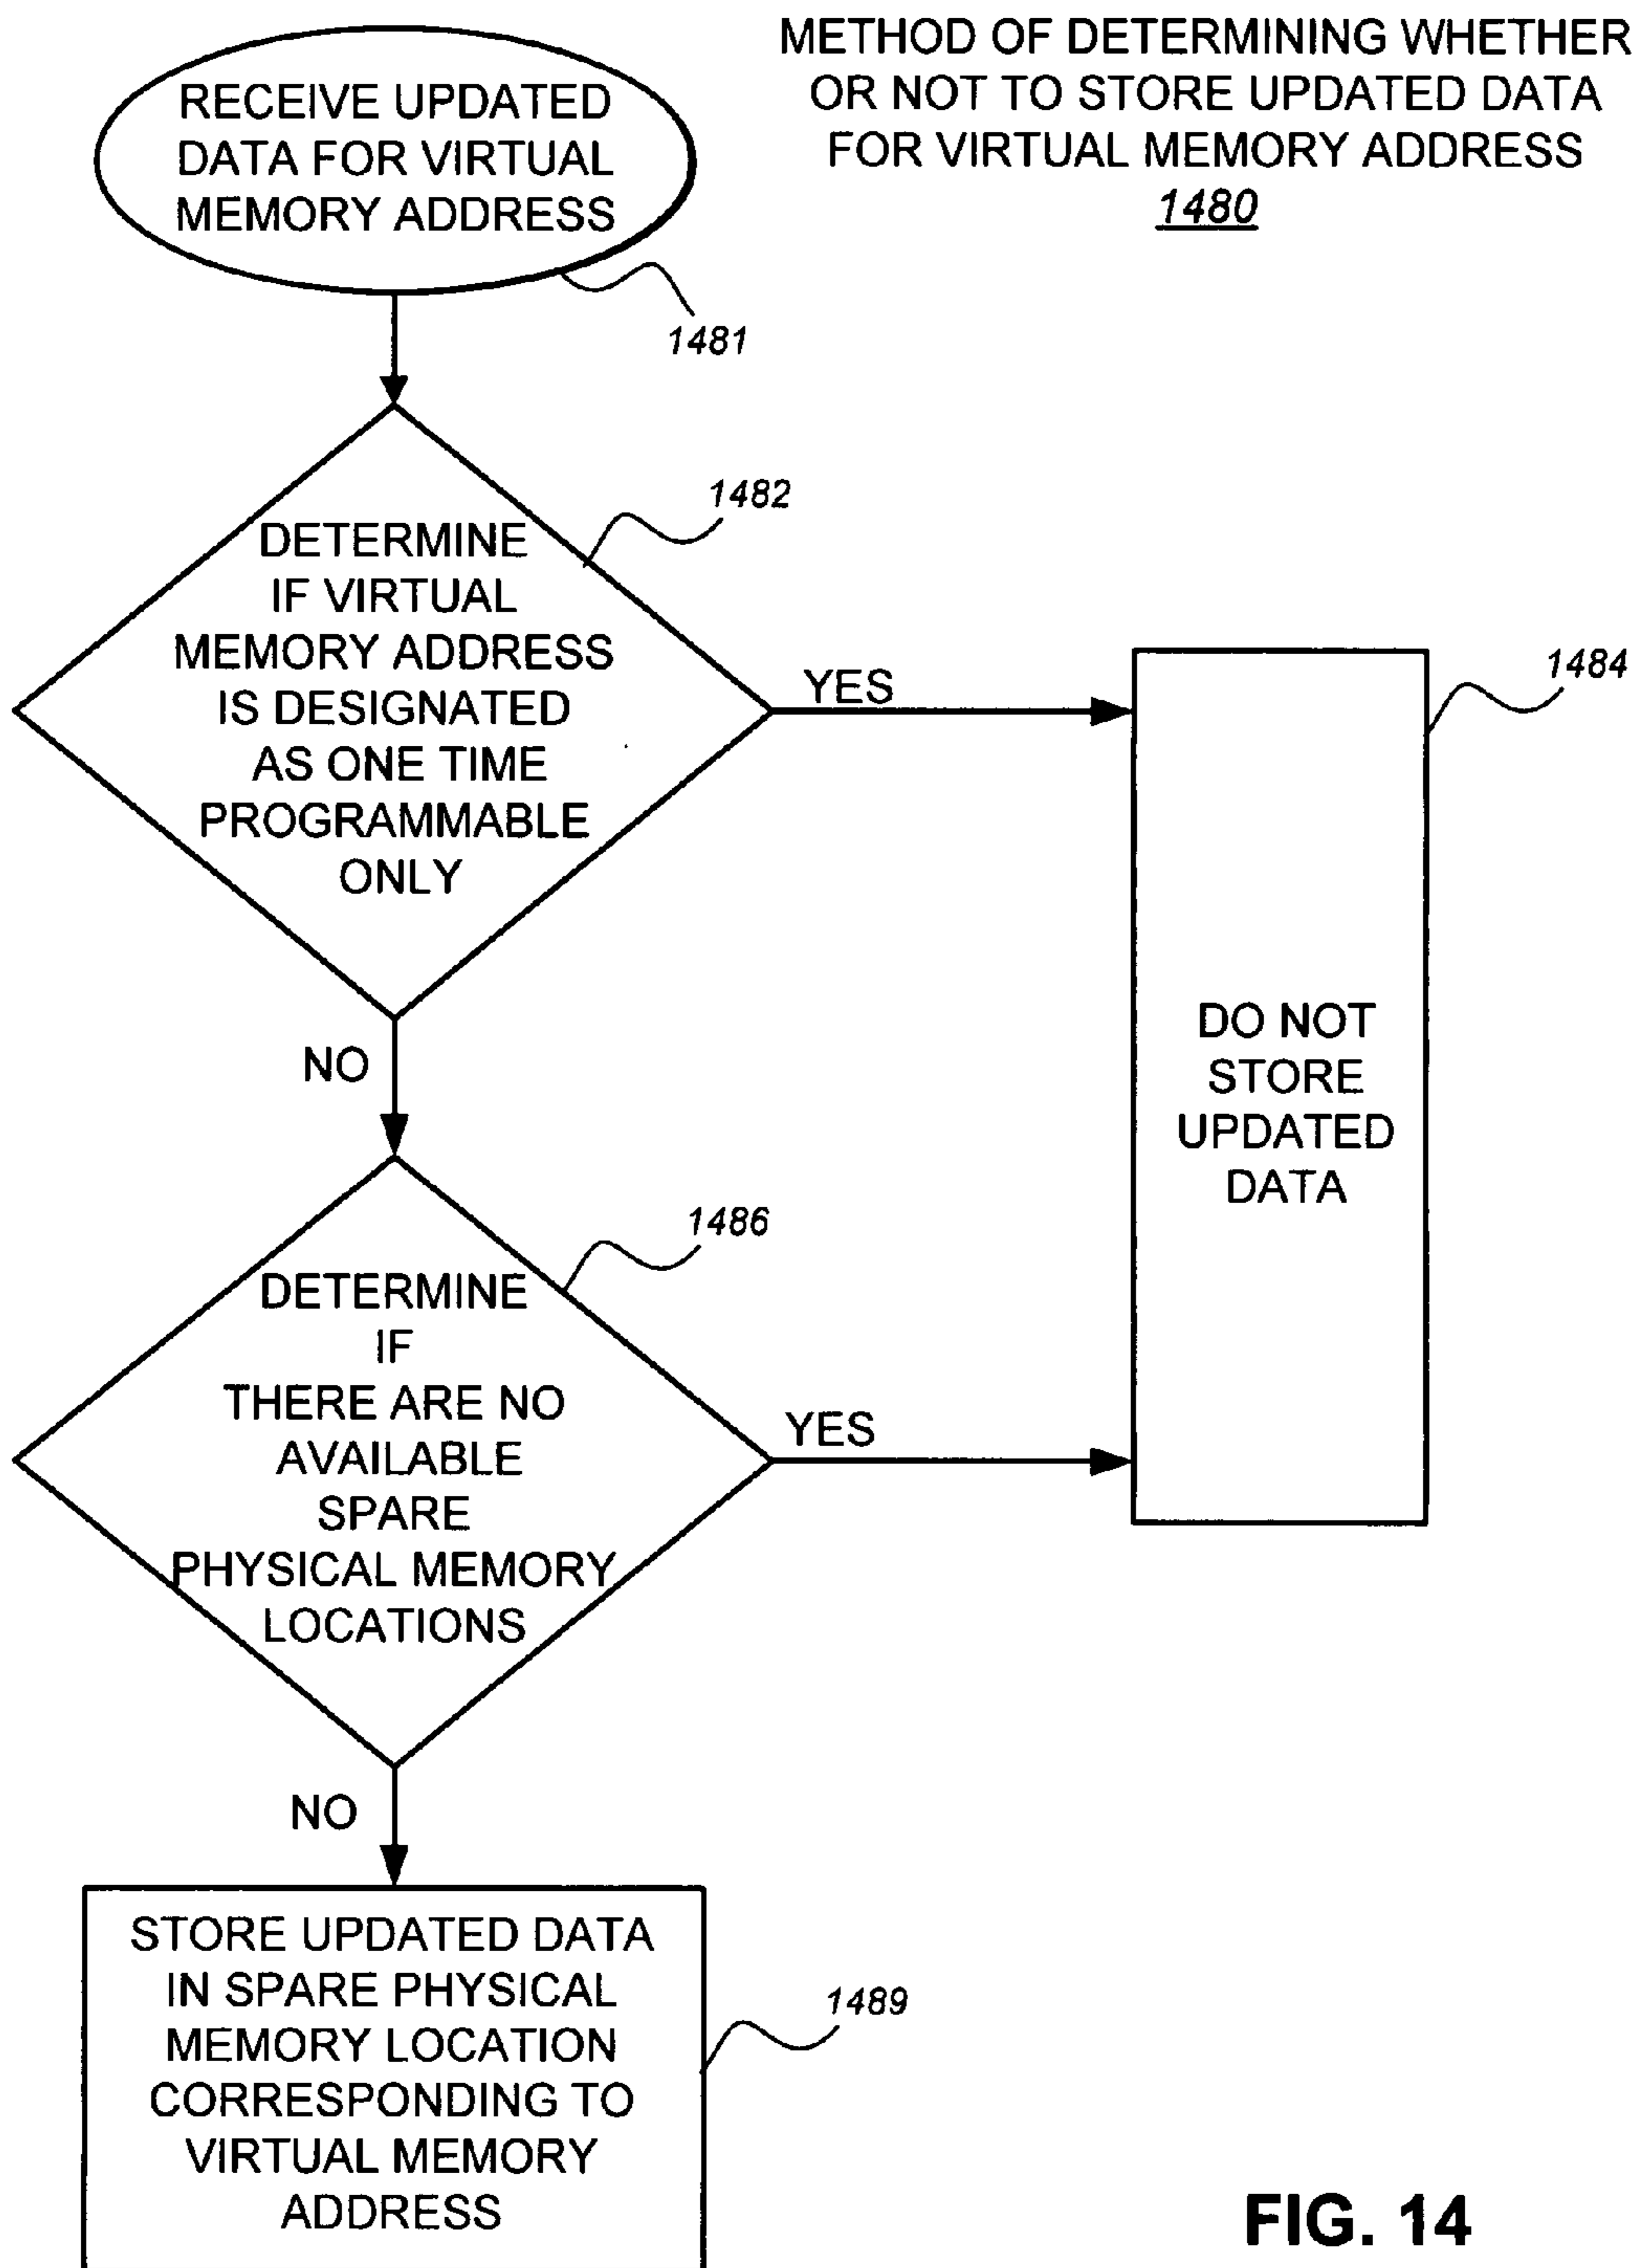 METHOD OF DETERMINING WHETHER
OR NOT TO STORE UPDATED DATA
FOR VIRTUAL MEMORY ADDRESS
1480
RECEIVE UPDATED
DATA FOR VIRTUAL
MEMORY ADDRESS
1481
1482
DETERMINE
IF VIRTUAL
MEMORY ADDRESS
IS DESIGNATED
AS ONE TIME
PROGRAMMABLE
ONLY
YES
NO
1484
DO NOT
STORE
UPDATED
DATA
1486
DETERMINE
IF
THERE ARE NO
AVAILABLE
SPARE
PHYSICAL MEMORY
LOCATIONS
YES
NO
STORE UPDATED DATA
IN SPARE PHYSICAL
MEMORY LOCATION
CORRESPONDING TO
VIRTUAL MEMORY
ADDRESS
1489
FIG. 14